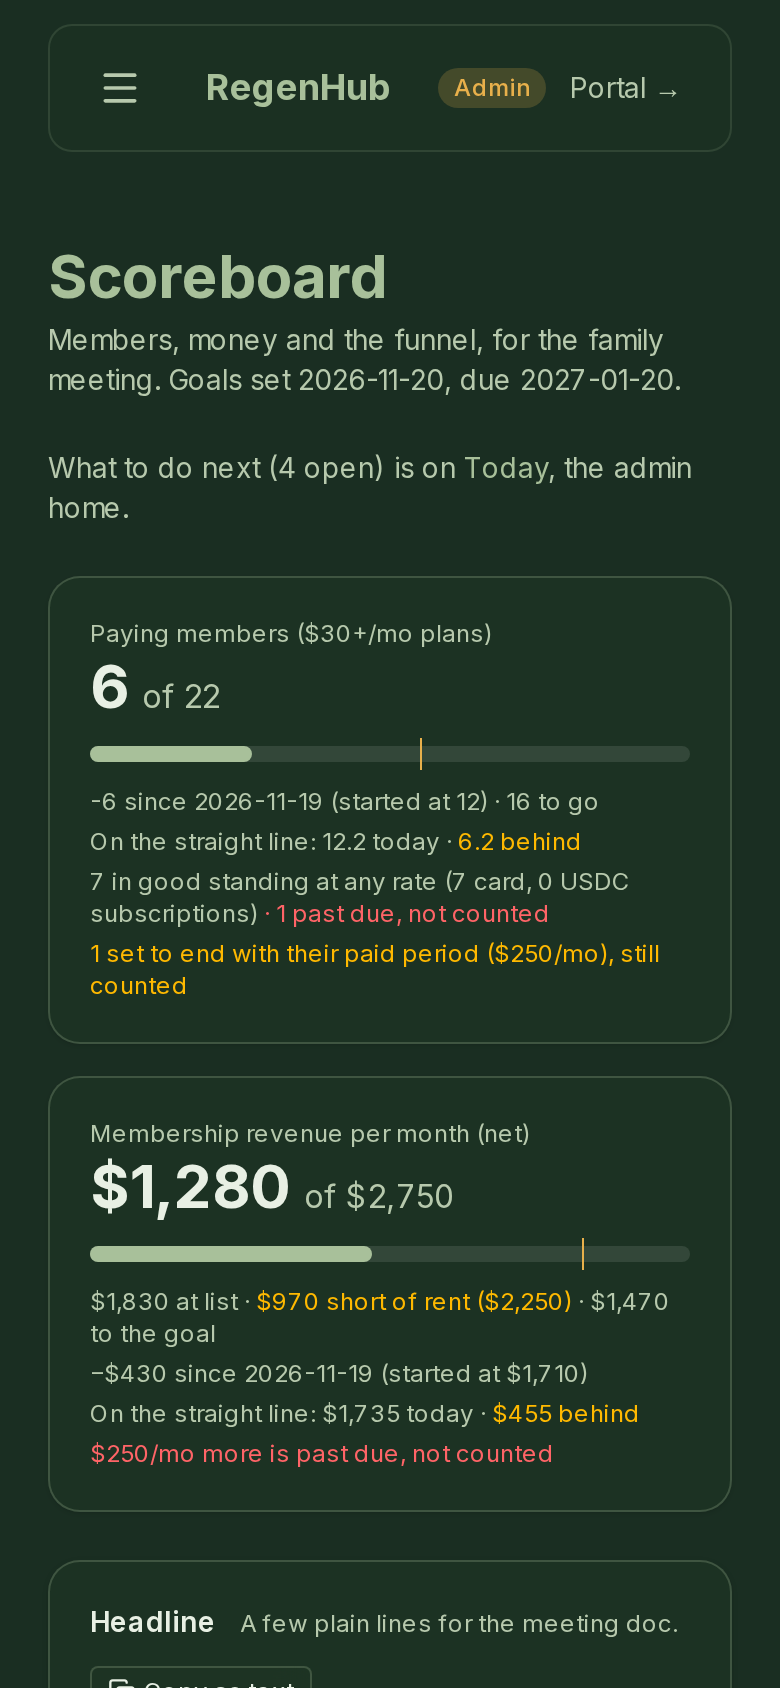 RegenHub
Admin
Portal →
Scoreboard
Members, money and the funnel, for the family
meeting. Goals set 2026-11-20, due 2027-01-20.
What to do next (4 open) is on Today, the admin
home.
Paying members ($30+/mo plans)
6 of 22
-6 since 2026-11-19 (started at 12) · 16 to go
On the straight line: 12.2 today · 6.2 behind
7 in good standing at any rate (7 card, 0 USDC
subscriptions) · 1 past due, not counted
1 set to end with their paid period ($250/mo), still
counted
Membership revenue per month (net)
$1,280 of $2,750
$1,830 at list · $970 short of rent ($2,250) · $1,470
to the goal
−$430 since 2026-11-19 (started at $1,710)
On the straight line: $1,735 today · $455 behind
$250/mo more is past due, not counted
Headline A few plain lines for the meeting doc.
Copy as text